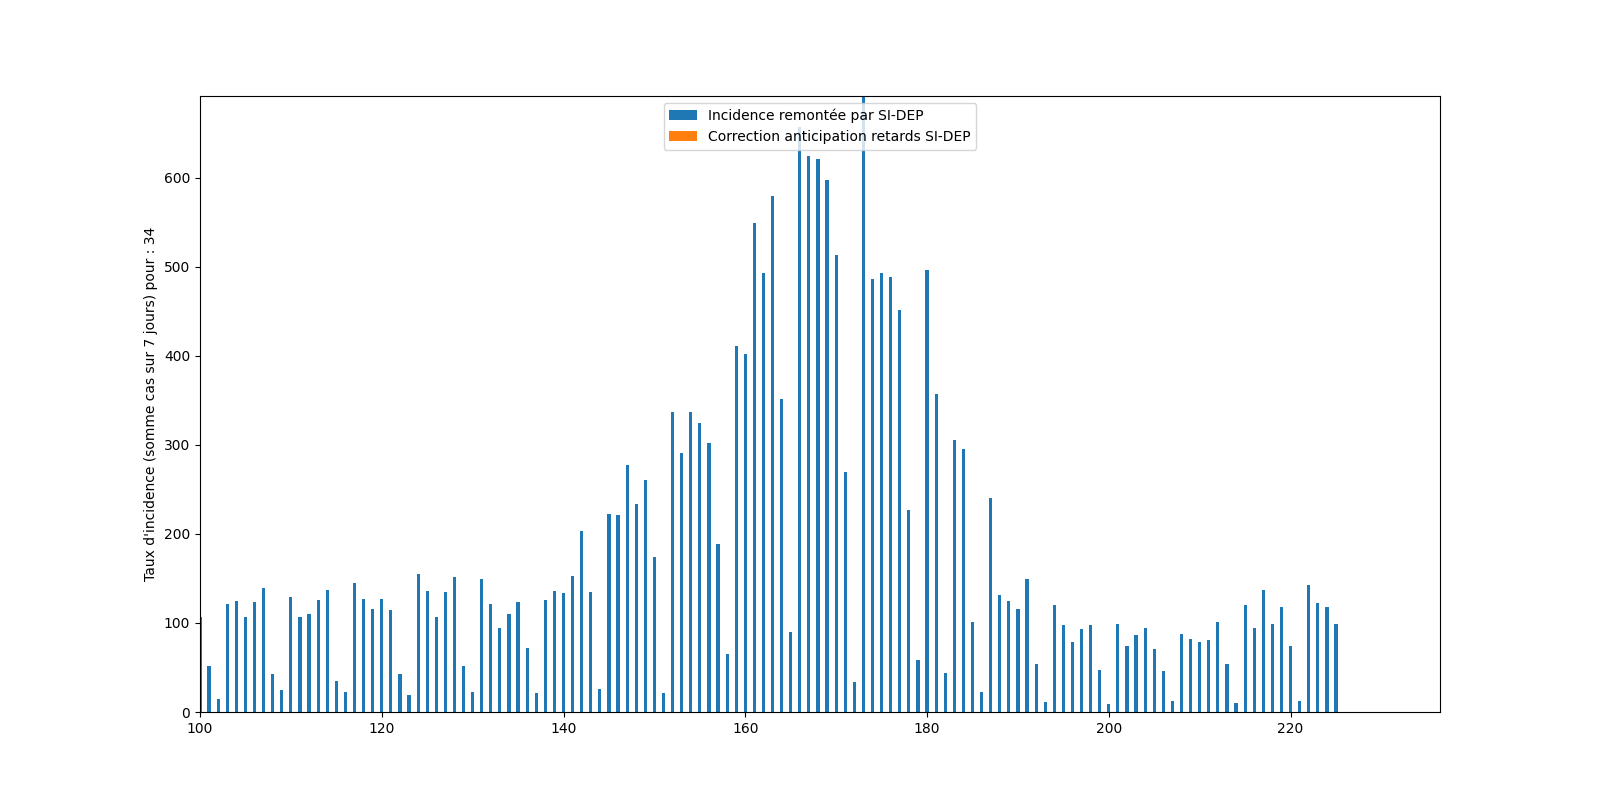 Incidence remontée par SI-DEP
Correction anticipation retards SI-DEP
Taux d'incidence (somme cas sur 7 jours) pour : 34
600
500
400
300
200
100
0
100 120 140 160 180 200 220